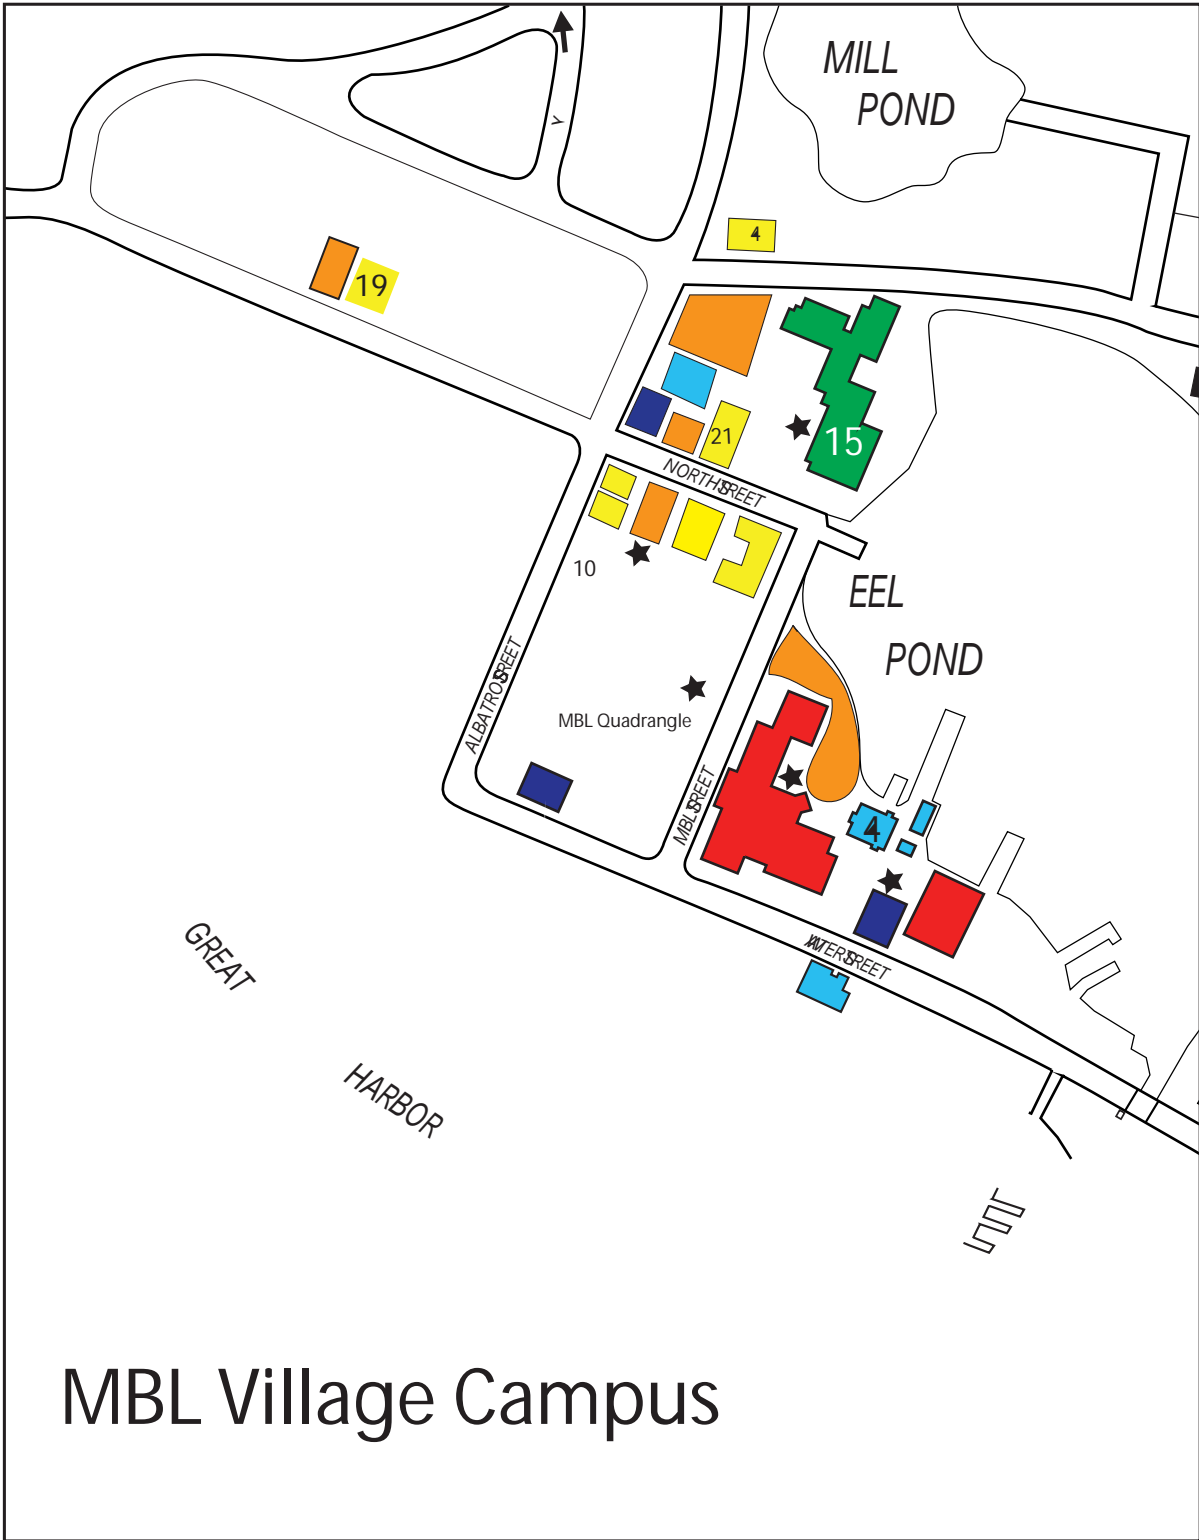 MILL
POND
Y
4
19
15
21
NORTH STREET
10
EEL
POND
ALBATROSS STREET
MBL Quadrangle
MBL STREET
4
WATER STREET
GREAT
HARBOR
MBL Village Campus